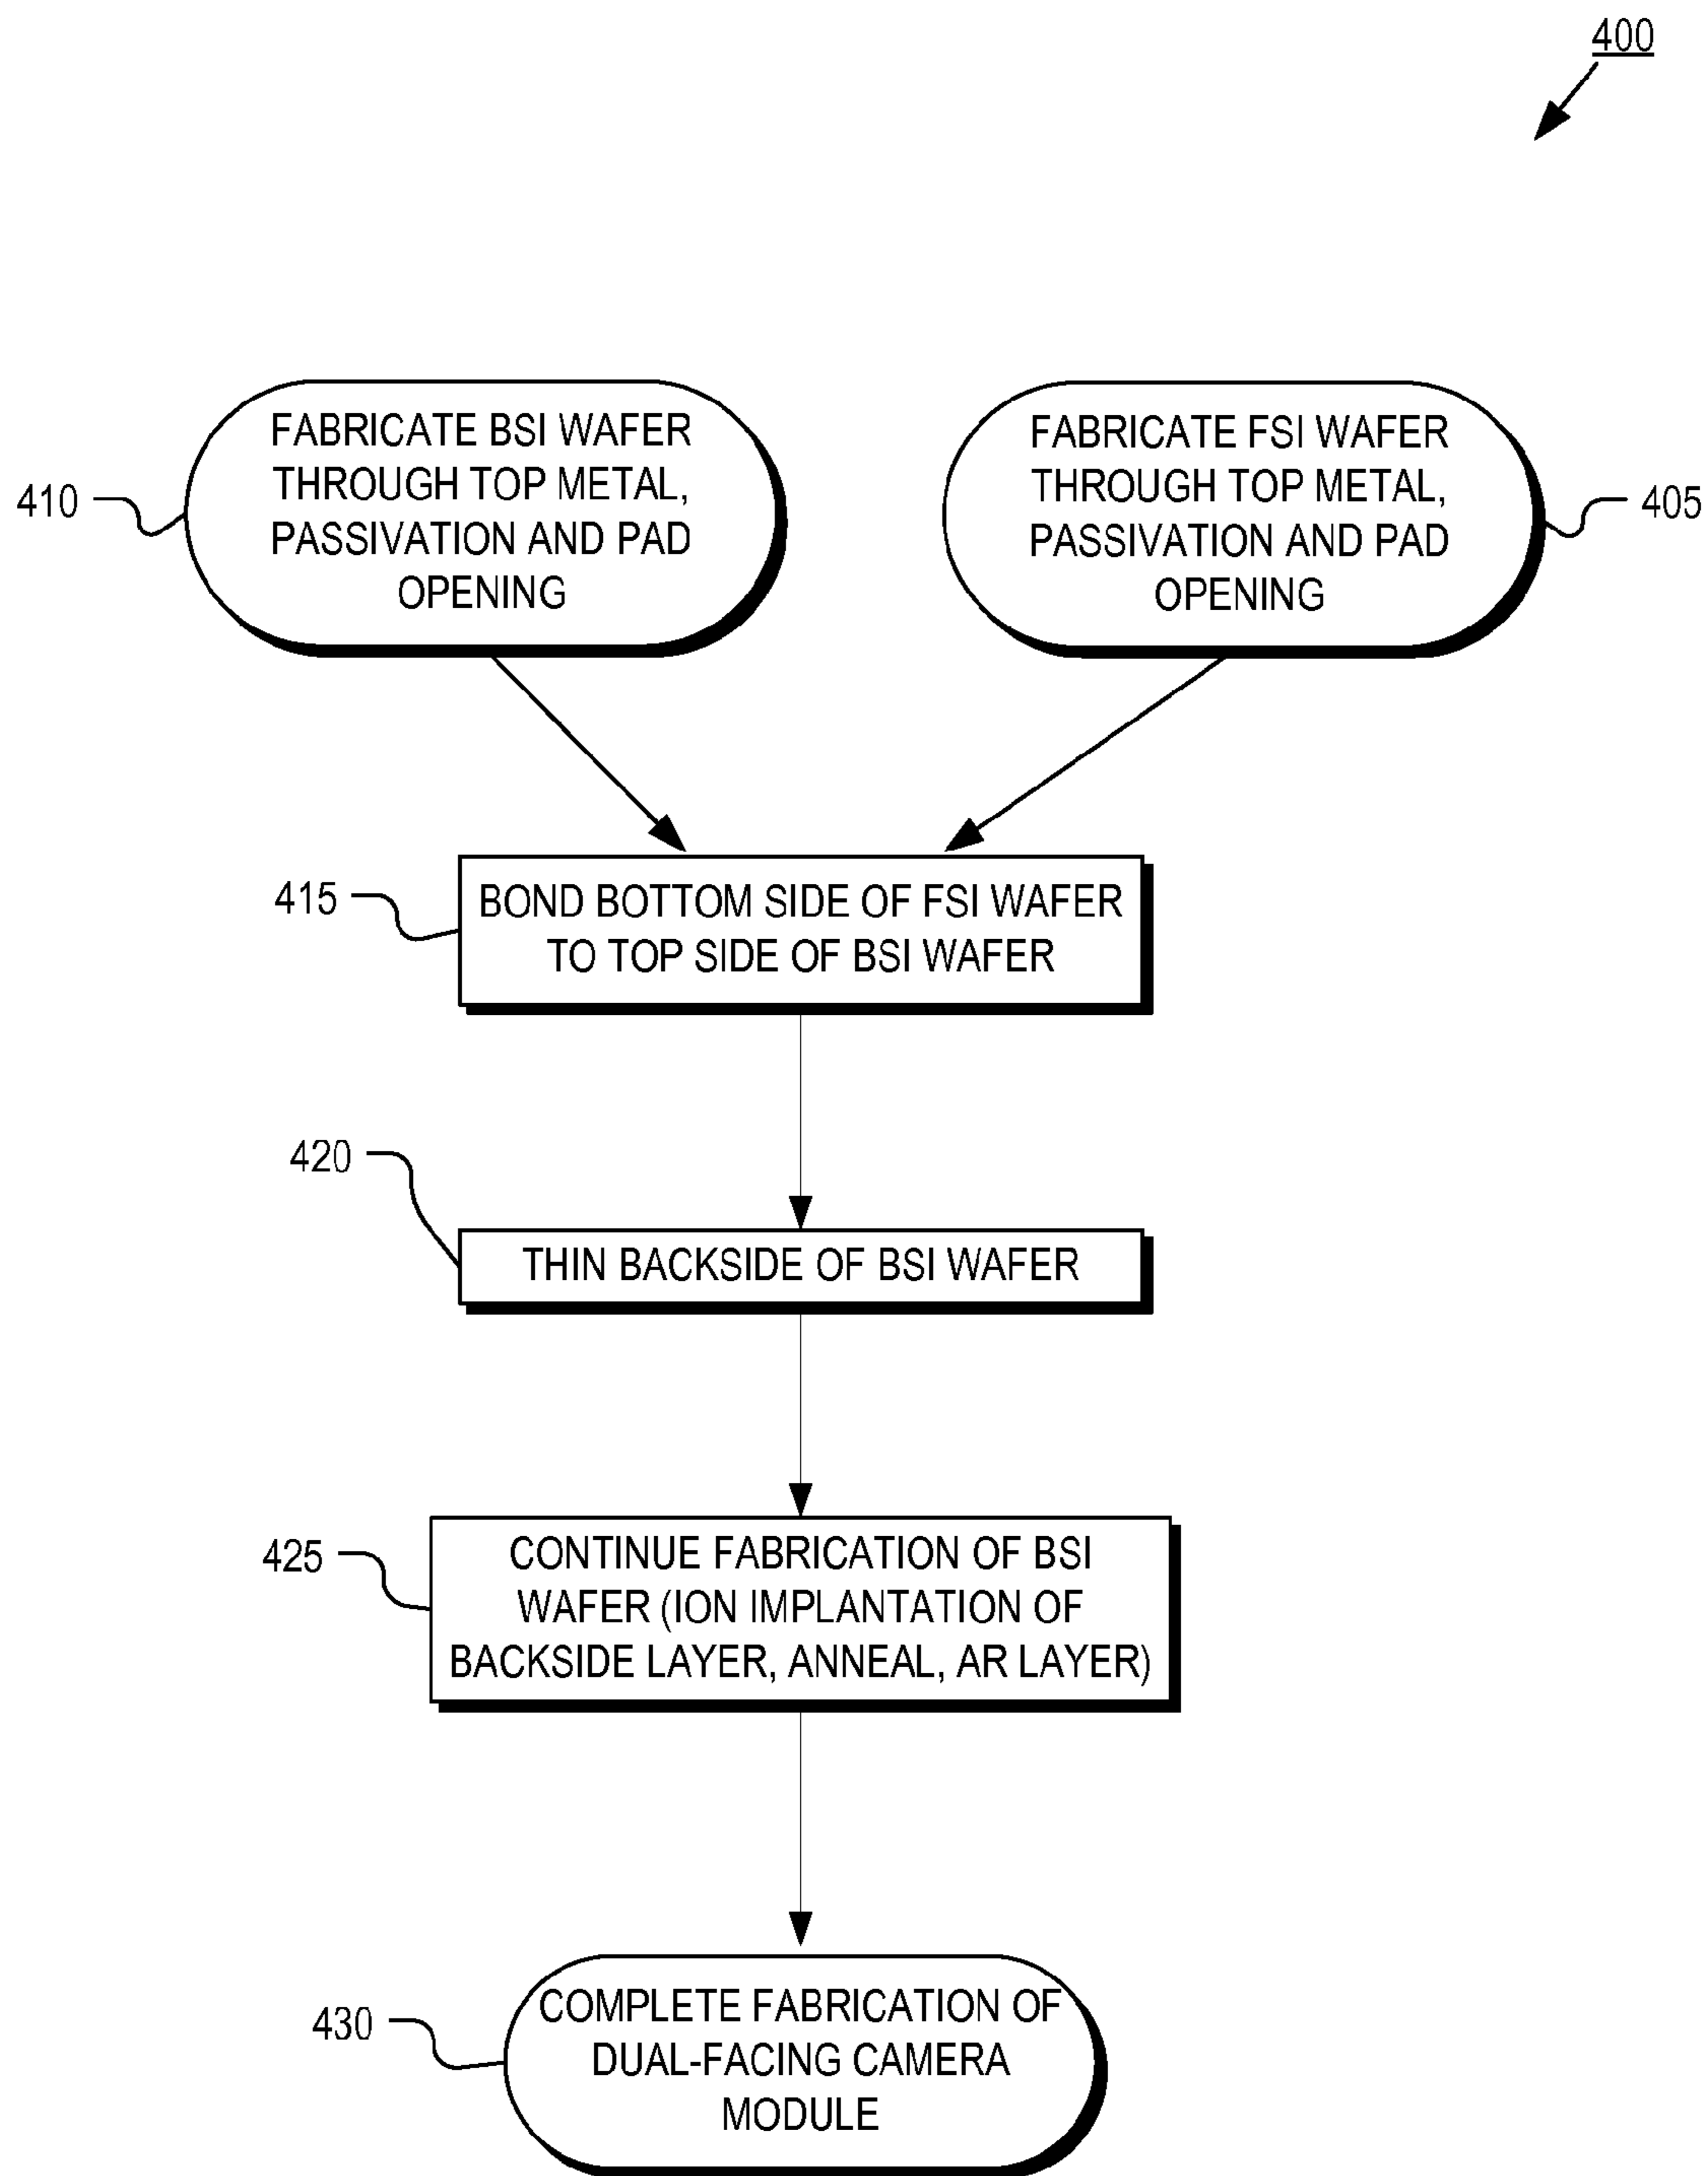 400
FABRICATE BSI WAFER
THROUGH TOP METAL,
PASSIVATION AND PAD
OPENING
410
FABRICATE FSI WAFER
THROUGH TOP METAL,
PASSIVATION AND PAD
OPENING
405
415
BOND BOTTOM SIDE OF FSI WAFER
TO TOP SIDE OF BSI WAFER
420
THIN BACKSIDE OF BSI WAFER
425
CONTINUE FABRICATION OF BSI
WAFER (ION IMPLANTATION OF
BACKSIDE LAYER, ANNEAL, AR LAYER)
430
COMPLETE FABRICATION OF
DUAL-FACING CAMERA
MODULE